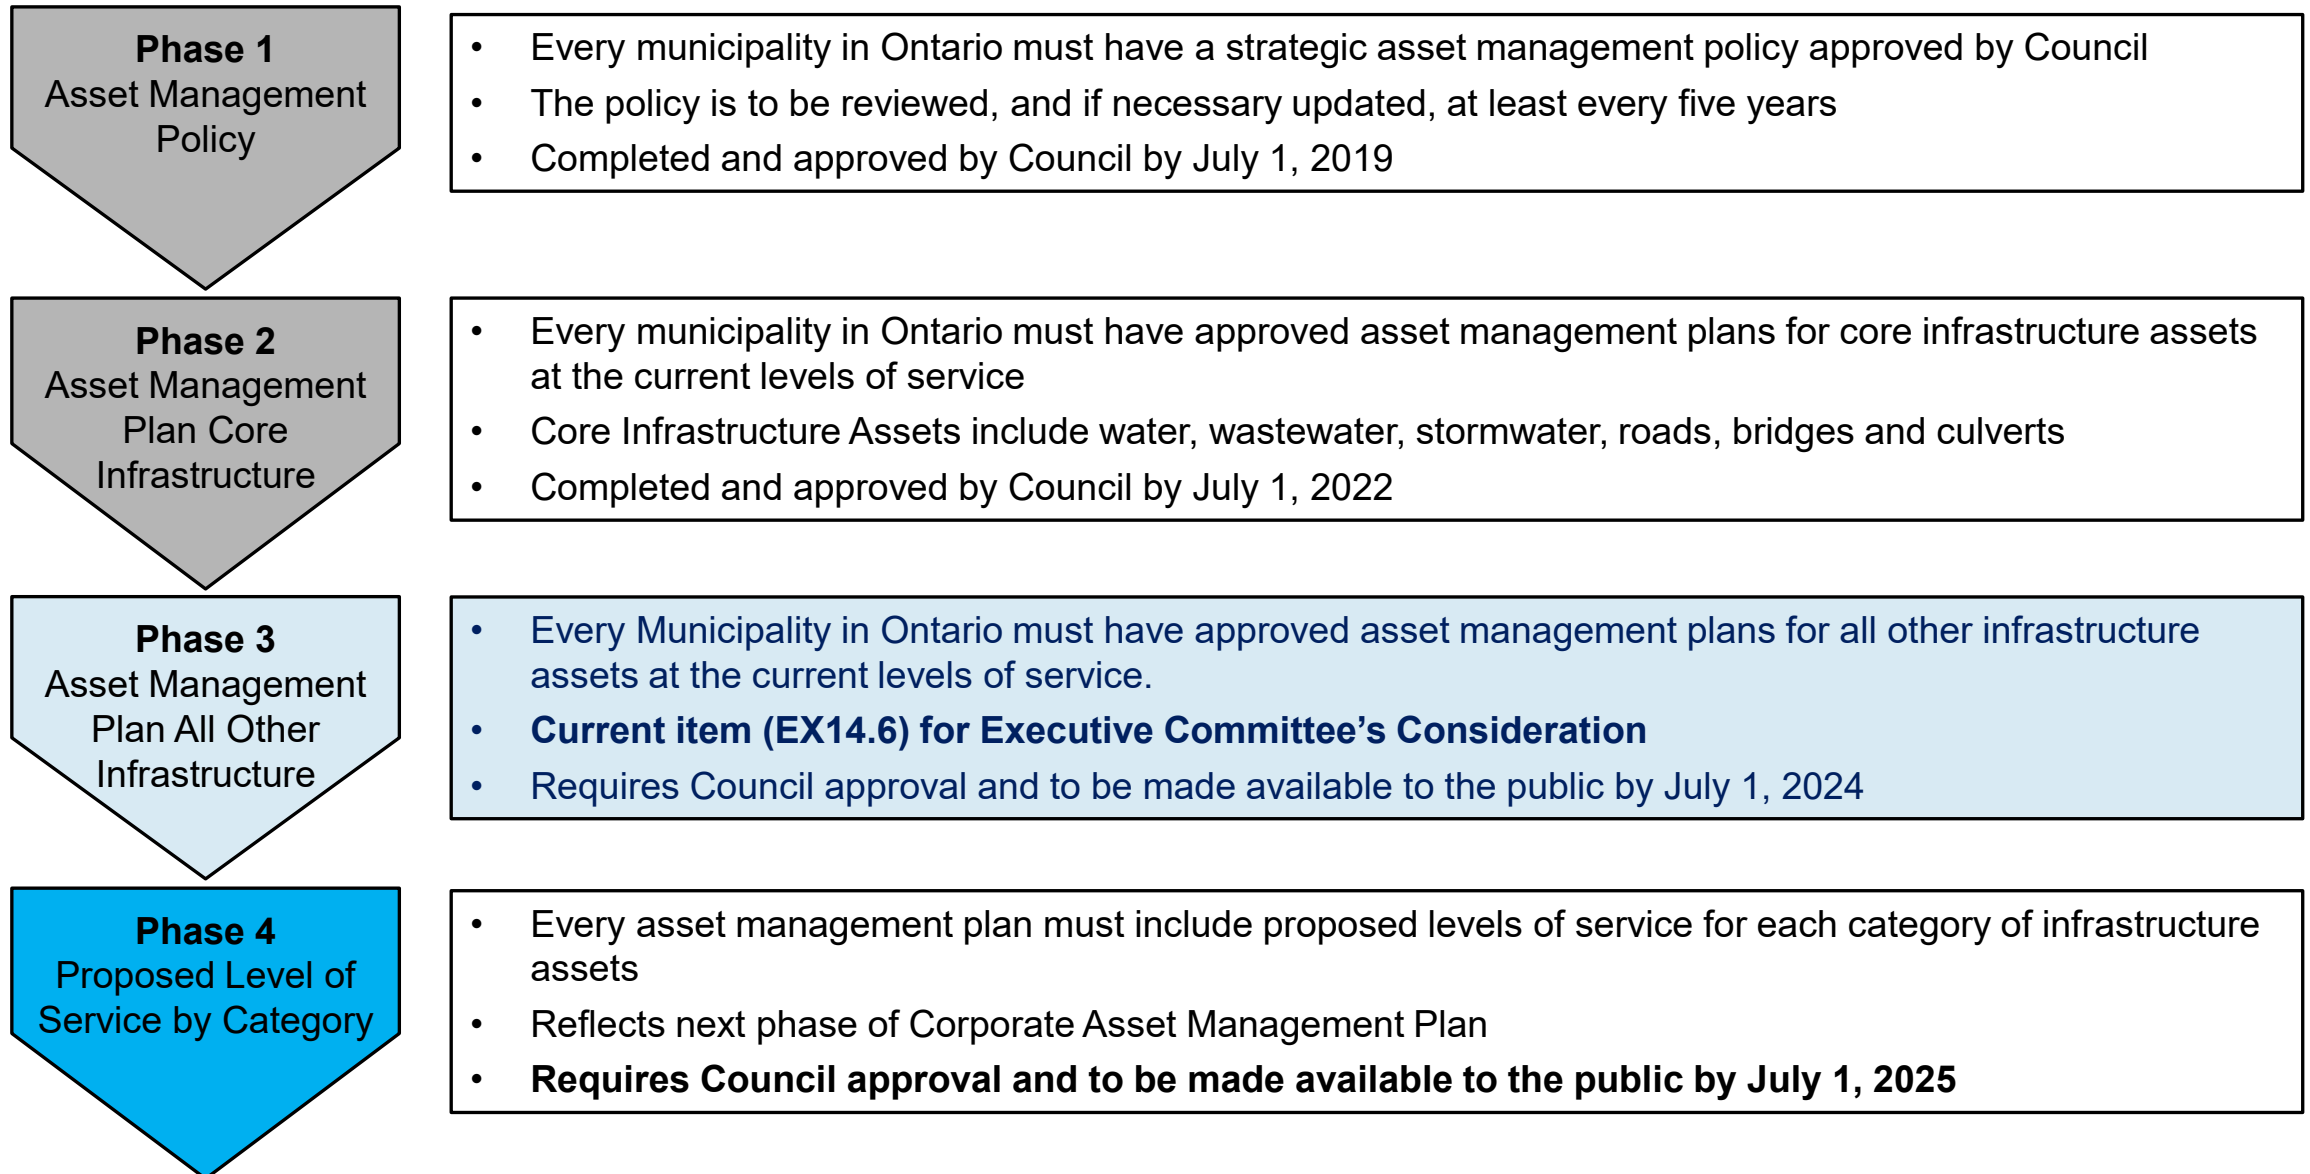 Phase 1
Asset Management
Policy
• Every municipality in Ontario must have a strategic asset management policy approved by Council
• The policy is to be reviewed, and if necessary updated, at least every five years
• Completed and approved by Council by July 1, 2019
Phase 2
Asset Management
Plan Core
Infrastructure
• Every municipality in Ontario must have approved asset management plans for core infrastructure assets
at the current levels of service
• Core Infrastructure Assets include water, wastewater, stormwater, roads, bridges and culverts
• Completed and approved by Council by July 1, 2022
Phase 3
Asset Management
Plan All Other
Infrastructure
• Every Municipality in Ontario must have approved asset management plans for all other infrastructure
assets at the current levels of service.
• Current item (EX14.6) for Executive Committee’s Consideration
• Requires Council approval and to be made available to the public by July 1, 2024
Phase 4
Proposed Level of
Service by Category
• Every asset management plan must include proposed levels of service for each category of infrastructure
assets
• Reflects next phase of Corporate Asset Management Plan
• Requires Council approval and to be made available to the public by July 1, 2025